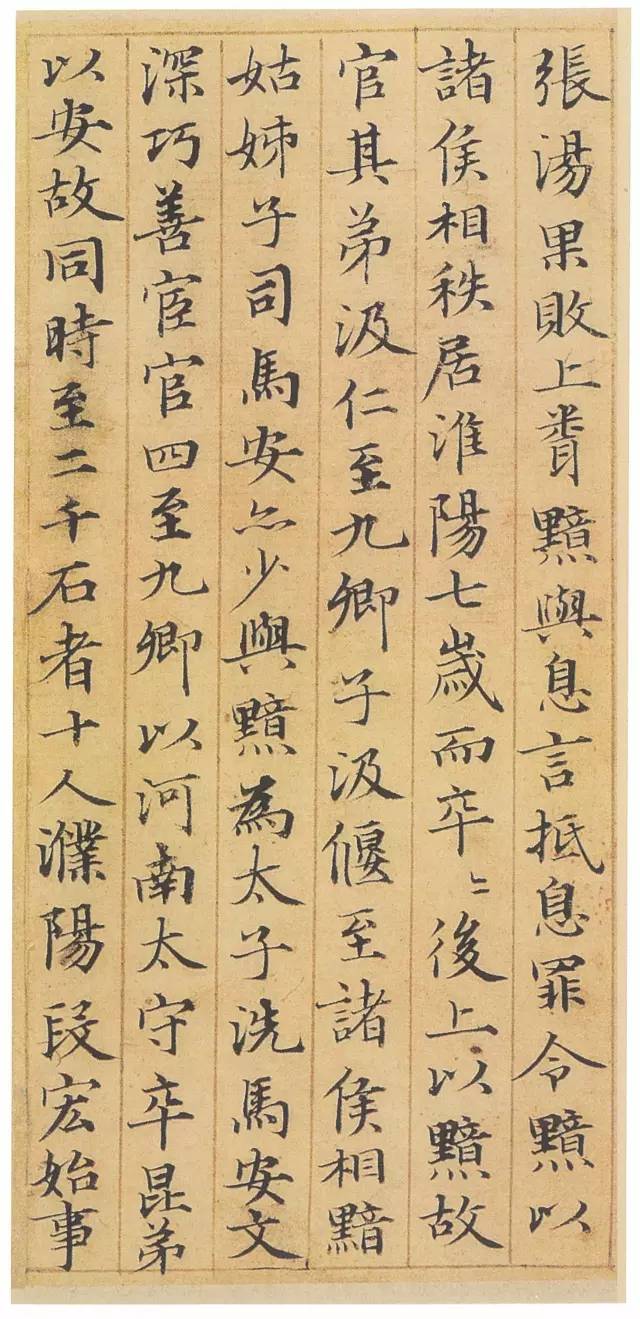 張湯果敗上聞黯與息言抵息罪令黯以
諸侯相秩居淮陽七歲而卒〻後上以黯故
官其弟汲仁至九卿子汲偃至諸侯相黯
姑姊子司馬安亦少與黯為太子洗馬安文
深巧善宦官四至九卿以河南太守卒昆弟
以安故同時至二千石者十人濮陽段宏始事